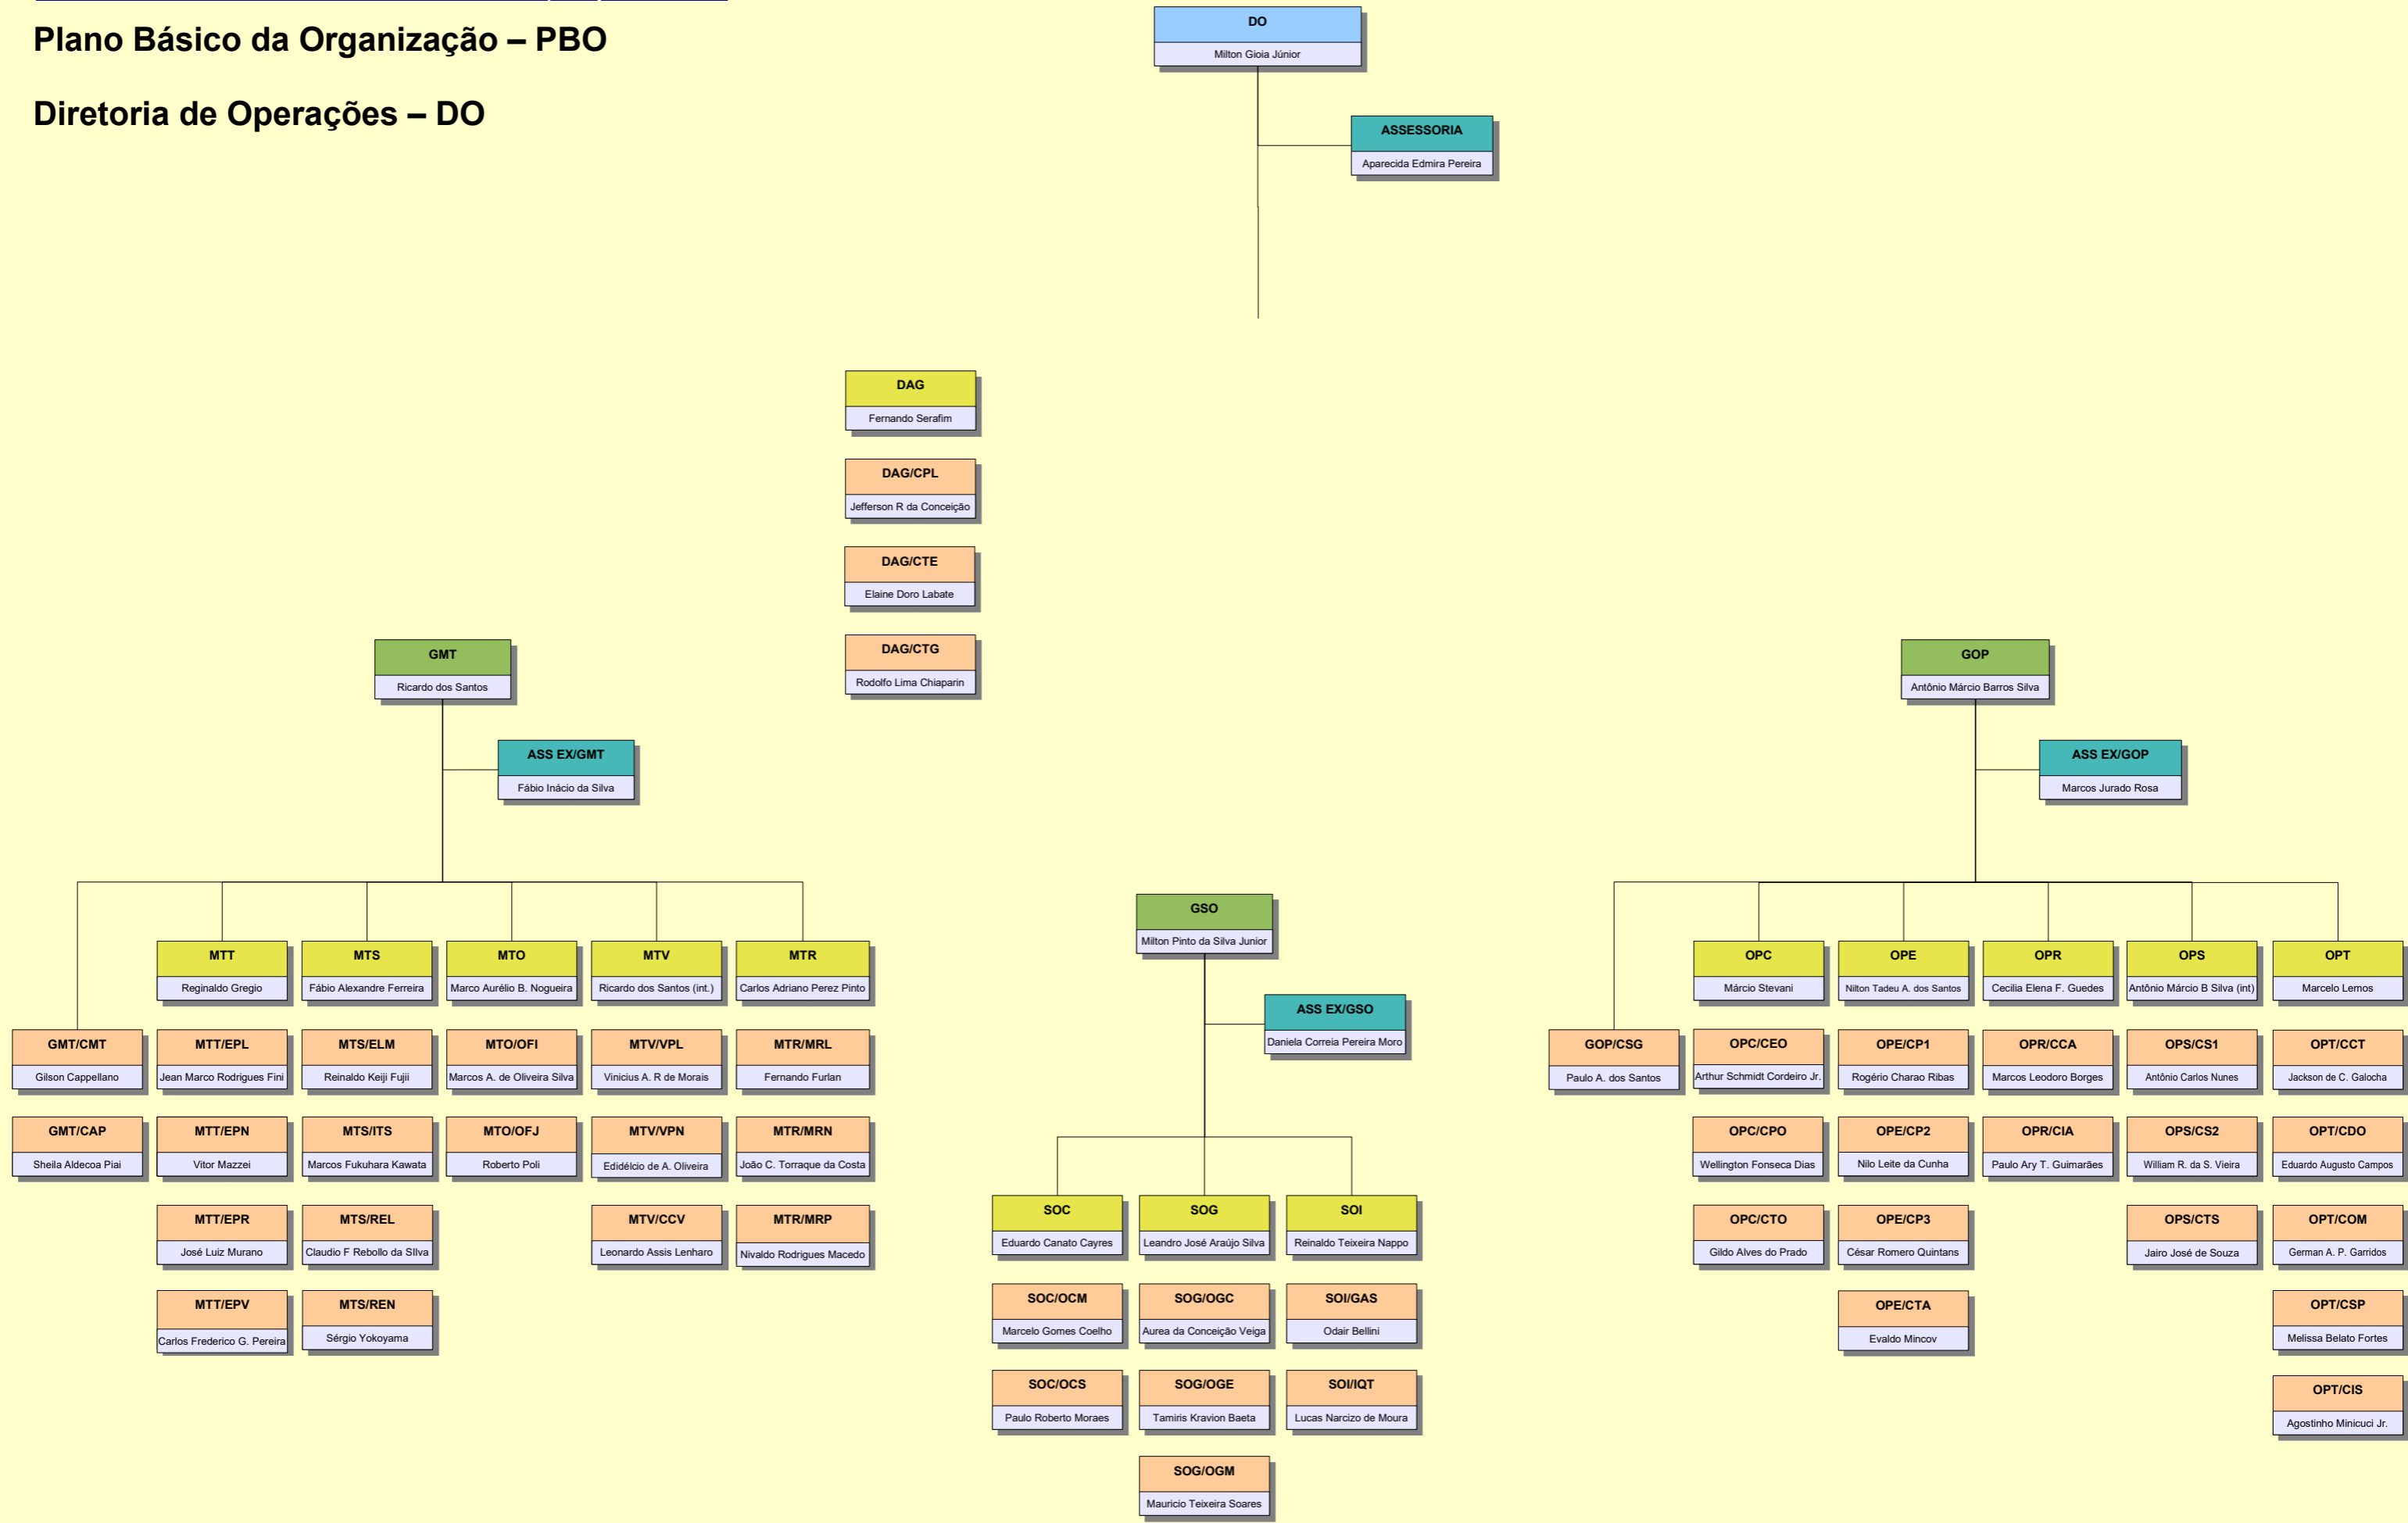 Plano Básico da Organização – PBO
Diretoria de Operações – DO
DO
Milton Gioia Júnior
ASSESSORIA
Aparecida Edmira Pereira
DAG
Fernando Serafim
DAG/CPL
Jefferson R da Conceição
DAG/CTE
Elaine Doro Labate
DAG/CTG
Rodolfo Lima Chiaparin
GMT
Ricardo dos Santos
ASS EX/GMT
Fábio Inácio da Silva
GMT/CMT
Gilson Cappellano
GMT/CAP
Sheila Aldecoa Piai
MTT
Reginaldo Gregio
MTT/EPL
Jean Marco Rodrigues Fini
MTT/EPN
Vitor Mazzei
MTT/EPR
José Luiz Murano
MTT/EPV
Carlos Frederico G. Pereira
MTS
Fábio Alexandre Ferreira
MTS/ELM
Reinaldo Keiji Fujii
MTS/ITS
Marcos Fukuhara Kawata
MTS/REL
Claudio F Rebollo da SIlva
MTS/REN
Sérgio Yokoyama
MTO
Marco Aurélio B. Nogueira
MTO/OFI
Marcos A. de Oliveira Silva
MTO/OFJ
Roberto Poli
MTV
Ricardo dos Santos (int.)
MTV/VPL
Vinicius A. R de Morais
MTV/VPN
Edidélcio de A. Oliveira
MTV/CCV
Leonardo Assis Lenharo
MTR
Carlos Adriano Perez Pinto
MTR/MRL
Fernando Furlan
MTR/MRN
João C. Torraque da Costa
MTR/MRP
Nivaldo Rodrigues Macedo
GSO
Milton Pinto da Silva Junior
ASS EX/GSO
Daniela Correia Pereira Moro
SOC
Eduardo Canato Cayres
SOC/OCM
Marcelo Gomes Coelho
SOC/OCS
Paulo Roberto Moraes
SOG
Leandro José Araújo Silva
SOG/OGC
Aurea da Conceição Veiga
SOG/OGE
Tamiris Kravion Baeta
SOG/OGM
Mauricio Teixeira Soares
SOI
Reinaldo Teixeira Nappo
SOI/GAS
Odair Bellini
SOI/IQT
Lucas Narcizo de Moura
GOP
Antônio Márcio Barros Silva
ASS EX/GOP
Marcos Jurado Rosa
GOP/CSG
Paulo A. dos Santos
OPC
Márcio Stevani
OPC/CEO
Arthur Schmidt Cordeiro Jr.
OPC/CPO
Wellington Fonseca Dias
OPC/CTO
Gildo Alves do Prado
OPE
Nilton Tadeu A. dos Santos
OPE/CP1
Rogério Charao Ribas
OPE/CP2
Nilo Leite da Cunha
OPE/CP3
César Romero Quintans
OPE/CTA
Evaldo Mincov
OPR
Cecilia Elena F. Guedes
OPR/CCA
Marcos Leodoro Borges
OPR/CIA
Paulo Ary T. Guimarães
OPS
Antônio Márcio B Silva (int)
OPS/CS1
Antônio Carlos Nunes
OPS/CS2
William R. da S. Vieira
OPS/CTS
Jairo José de Souza
OPT
Marcelo Lemos
OPT/CCT
Jackson de C. Galocha
OPT/CDO
Eduardo Augusto Campos
OPT/COM
German A. P. Garridos
OPT/CSP
Melissa Belato Fortes
OPT/CIS
Agostinho Minicuci Jr.